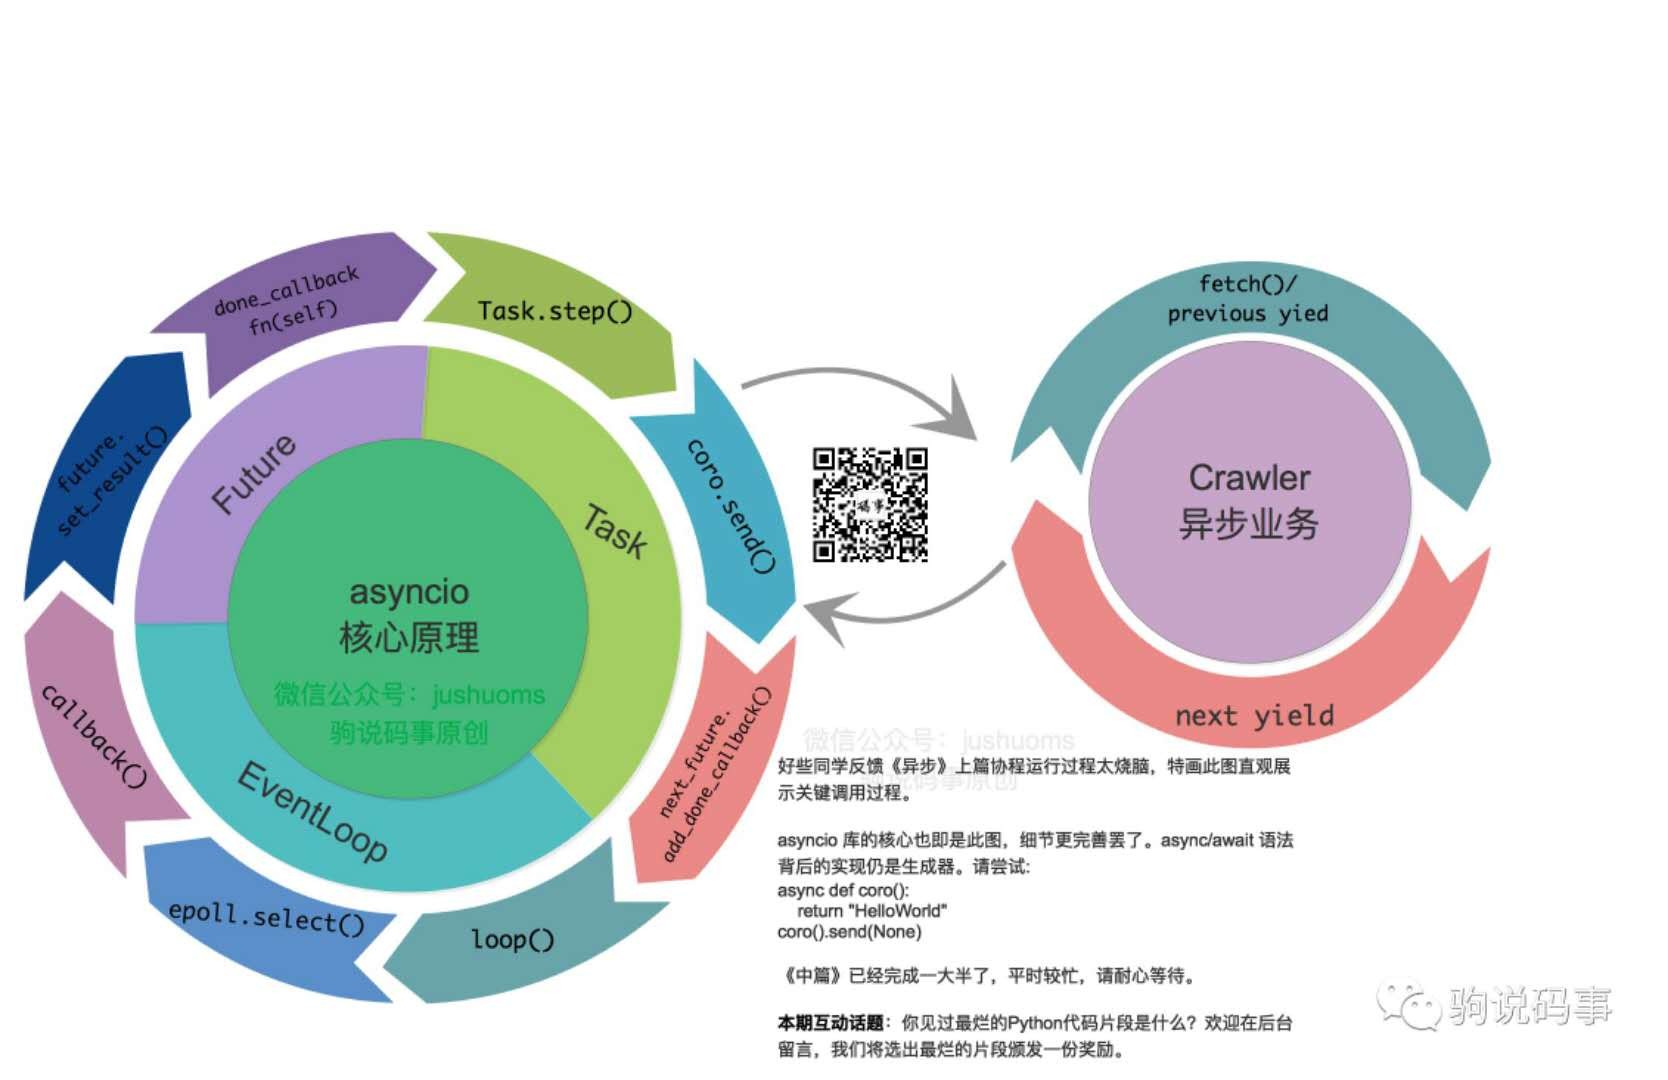 done_callback
fn(self)
Task.step()
coro.send()
next_future.
add_done_callback()
loop()
epoll.select()
callback()
future.
set_result()
Future
Task
EventLoop
asyncio
核心原理
微信公众号：jushuoms
驹说码事原创
码事
fetch()/
previous yied
Crawler
异步业务
next yield
微信公众号：jushuoms
驹说码事原创
好些同学反馈《异步》上篇协程运行过程太烧脑，特画此图直观展
示关键调用过程。
asyncio 库的核心也即是此图，细节更完善罢了。async/await 语法
背后的实现仍是生成器。请尝试:
async def coro():
return "HelloWorld"
coro().send(None)
《中篇》已经完成一大半了，平时较忙，请耐心等待。
本期互动话题：你见过最烂的Python代码片段是什么？欢迎在后台
留言，我们将选出最烂的片段颁发一份奖励。
驹说码事